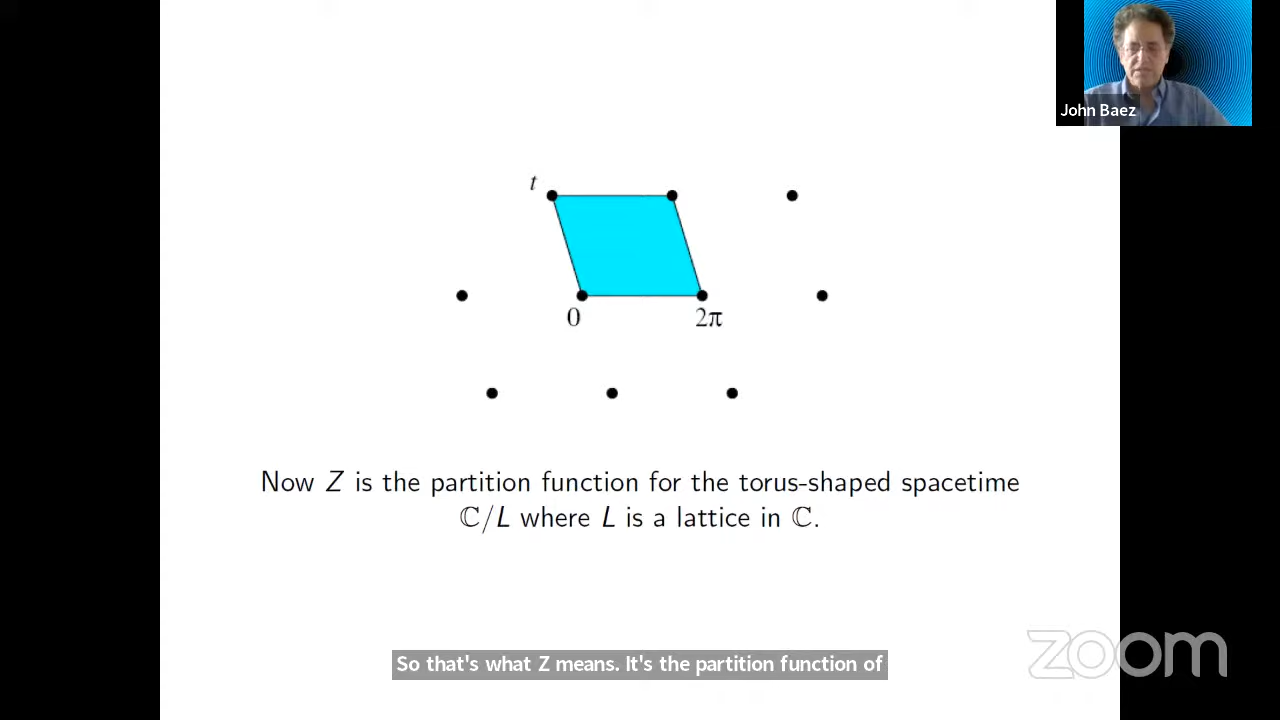 John Baez
t
0
2π
Now Z is the partition function for the torus-shaped spacetime
ℂ/L where L is a lattice in ℂ.
So that's what Z means. It's the partition function of
zoom